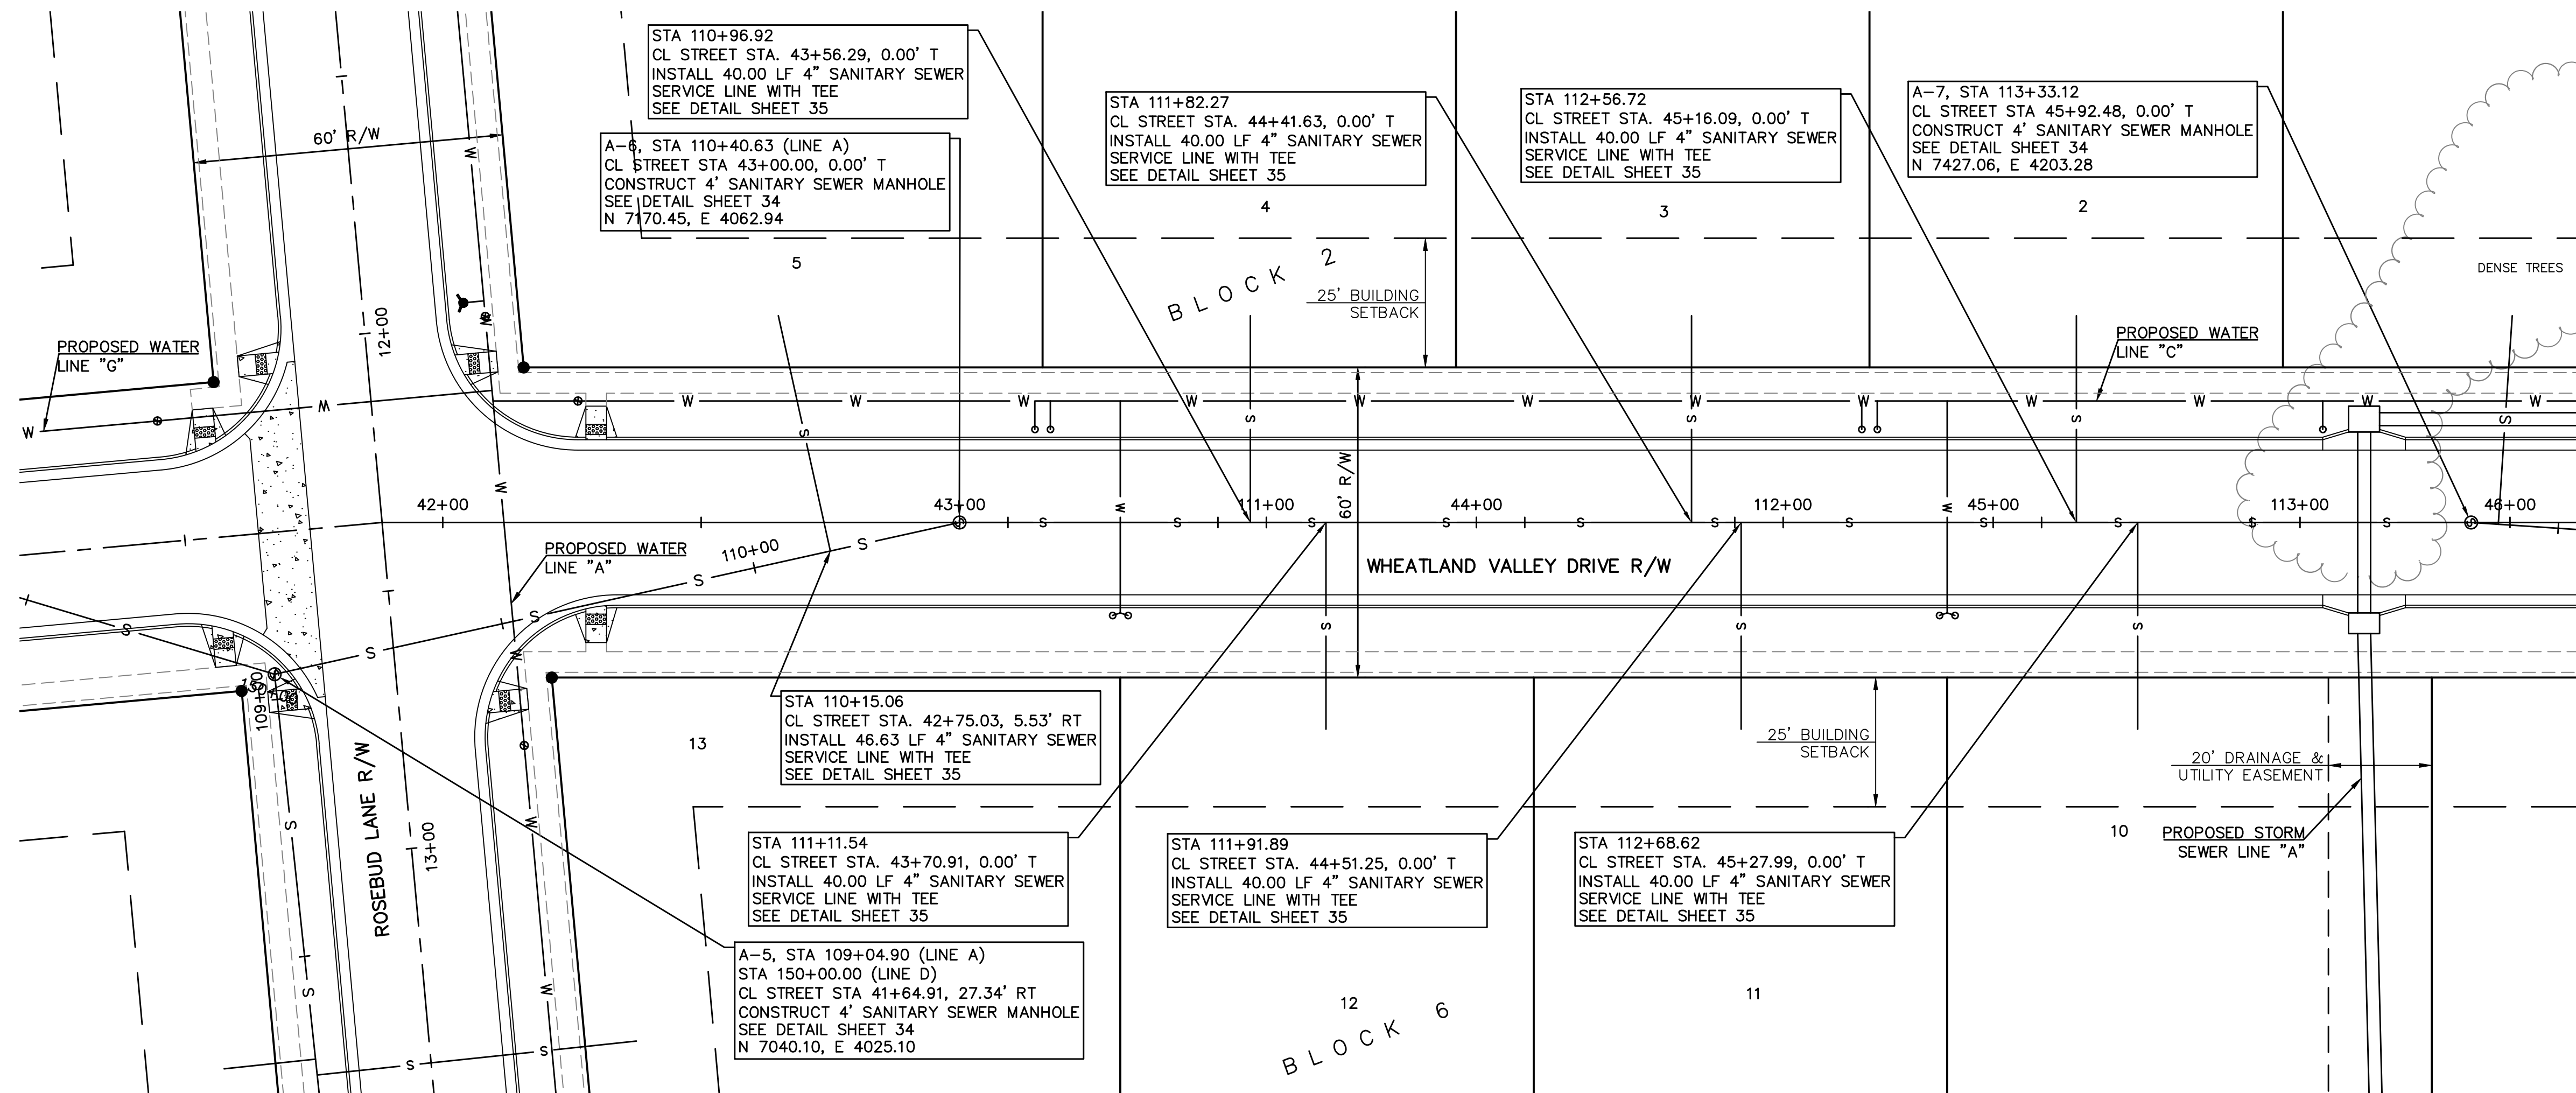 STA 110+96.92
CL STREET STA. 43+56.29, 0.00' T
INSTALL 40.00 LF 4" SANITARY SEWER
SERVICE LINE WITH TEE
SEE DETAIL SHEET 35
A-6, STA 110+40.63 (LINE A)
CL STREET STA 43+00.00, 0.00' T
CONSTRUCT 4' SANITARY SEWER MANHOLE
SEE DETAIL SHEET 34
N 7170.45, E 4062.94
STA 111+82.27
CL STREET STA. 44+41.63, 0.00' T
INSTALL 40.00 LF 4" SANITARY SEWER
SERVICE LINE WITH TEE
SEE DETAIL SHEET 35
STA 112+56.72
CL STREET STA. 45+16.09, 0.00' T
INSTALL 40.00 LF 4" SANITARY SEWER
SERVICE LINE WITH TEE
SEE DETAIL SHEET 35
A-7, STA 113+33.12
CL STREET STA 45+92.48, 0.00' T
CONSTRUCT 4' SANITARY SEWER MANHOLE
SEE DETAIL SHEET 34
N 7427.06, E 4203.28
60' R/W
5
4
3
2
BLOCK 2
25' BUILDING
SETBACK
DENSE TREES
PROPOSED WATER
LINE "G"
12+00
PROPOSED WATER
LINE "C"
W W W W W W W W W W W W W W W W
S S S S S
42+00
43+00
111+00
60' R/W
44+00
112+00
45+00
113+00
46+00
W W W
S S S S S S S S S S S
PROPOSED WATER
LINE "A"
110+00
S S S S S
WHEATLAND VALLEY DRIVE R/W
W
S S S
109+00
STA 110+15.06
CL STREET STA. 42+75.03, 5.53' RT
INSTALL 46.63 LF 4" SANITARY SEWER
SERVICE LINE WITH TEE
SEE DETAIL SHEET 35
13
25' BUILDING
SETBACK
20' DRAINAGE &
UTILITY EASEMENT
ROSEBUD LANE R/W
13+00
STA 111+11.54
CL STREET STA. 43+70.91, 0.00' T
INSTALL 40.00 LF 4" SANITARY SEWER
SERVICE LINE WITH TEE
SEE DETAIL SHEET 35
STA 111+91.89
CL STREET STA. 44+51.25, 0.00' T
INSTALL 40.00 LF 4" SANITARY SEWER
SERVICE LINE WITH TEE
SEE DETAIL SHEET 35
STA 112+68.62
CL STREET STA. 45+27.99, 0.00' T
INSTALL 40.00 LF 4" SANITARY SEWER
SERVICE LINE WITH TEE
SEE DETAIL SHEET 35
10
PROPOSED STORM
SEWER LINE "A"
A-5, STA 109+04.90 (LINE A)
STA 150+00.00 (LINE D)
CL STREET STA 41+64.91, 27.34' RT
CONSTRUCT 4' SANITARY SEWER MANHOLE
SEE DETAIL SHEET 34
N 7040.10, E 4025.10
12
11
BLOCK 6
S S W W
S S